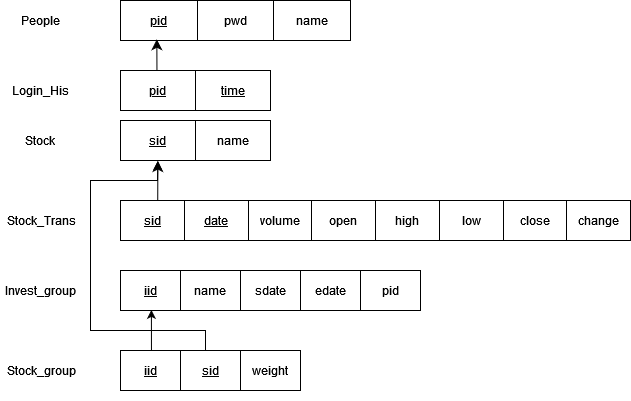 People pid pwd name
Login_His pid time
Stock sid name
Stock_Trans sid date volume open high low close change
Invest_group iid name sdate edate pid
Stock_group iid sid weight